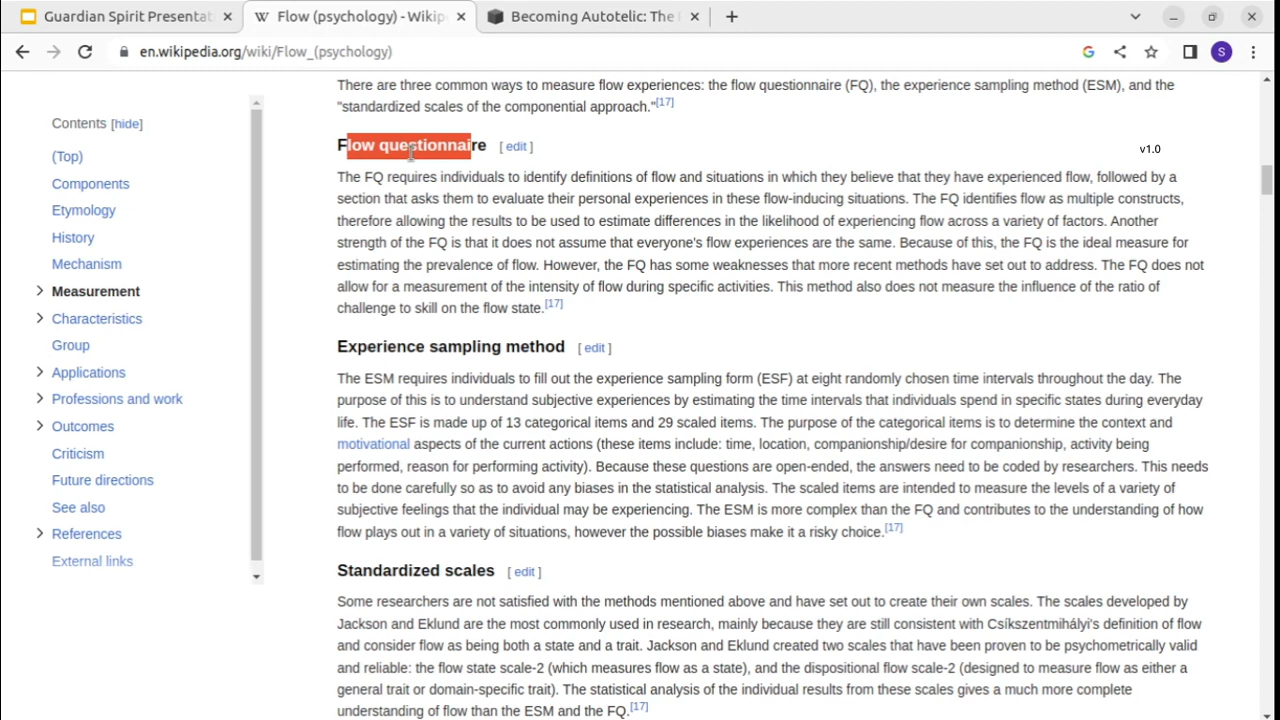 Guardian Spirit Presentat
Flow (psychology) - Wikip
Becoming Autotelic: The
en.wikipedia.org/wiki/Flow_(psychology)
S
Contents [hide]
(Top)
Components
Etymology
History
Mechanism
Measurement
Characteristics
Group
Applications
Professions and work
Outcomes
Criticism
Future directions
See also
References
External links
There are three common ways to measure flow experiences: the flow questionnaire (FQ), the experience sampling method (ESM), and the
"standardized scales of the componential approach."[17]
Flow questionnaire [ edit ]
v1.0
The FQ requires individuals to identify definitions of flow and situations in which they believe that they have experienced flow, followed by a
section that asks them to evaluate their personal experiences in these flow-inducing situations. The FQ identifies flow as multiple constructs,
therefore allowing the results to be used to estimate differences in the likelihood of experiencing flow across a variety of factors. Another
strength of the FQ is that it does not assume that everyone's flow experiences are the same. Because of this, the FQ is the ideal measure for
estimating the prevalence of flow. However, the FQ has some weaknesses that more recent methods have set out to address. The FQ does not
allow for a measurement of the intensity of flow during specific activities. This method also does not measure the influence of the ratio of
challenge to skill on the flow state.[17]
Experience sampling method [ edit ]
The ESM requires individuals to fill out the experience sampling form (ESF) at eight randomly chosen time intervals throughout the day. The
purpose of this is to understand subjective experiences by estimating the time intervals that individuals spend in specific states during everyday
life. The ESF is made up of 13 categorical items and 29 scaled items. The purpose of the categorical items is to determine the context and
motivational aspects of the current actions (these items include: time, location, companionship/desire for companionship, activity being
performed, reason for performing activity). Because these questions are open-ended, the answers need to be coded by researchers. This needs
to be done carefully so as to avoid any biases in the statistical analysis. The scaled items are intended to measure the levels of a variety of
subjective feelings that the individual may be experiencing. The ESM is more complex than the FQ and contributes to the understanding of how
flow plays out in a variety of situations, however the possible biases make it a risky choice.[17]
Standardized scales [ edit ]
Some researchers are not satisfied with the methods mentioned above and have set out to create their own scales. The scales developed by
Jackson and Eklund are the most commonly used in research, mainly because they are still consistent with Csíkszentmihályi's definition of flow
and consider flow as being both a state and a trait. Jackson and Eklund created two scales that have been proven to be psychometrically valid
and reliable: the flow state scale-2 (which measures flow as a state), and the dispositional flow scale-2 (designed to measure flow as either a
general trait or domain-specific trait). The statistical analysis of the individual results from these scales gives a much more complete
understanding of flow than the ESM and the FQ.[17]